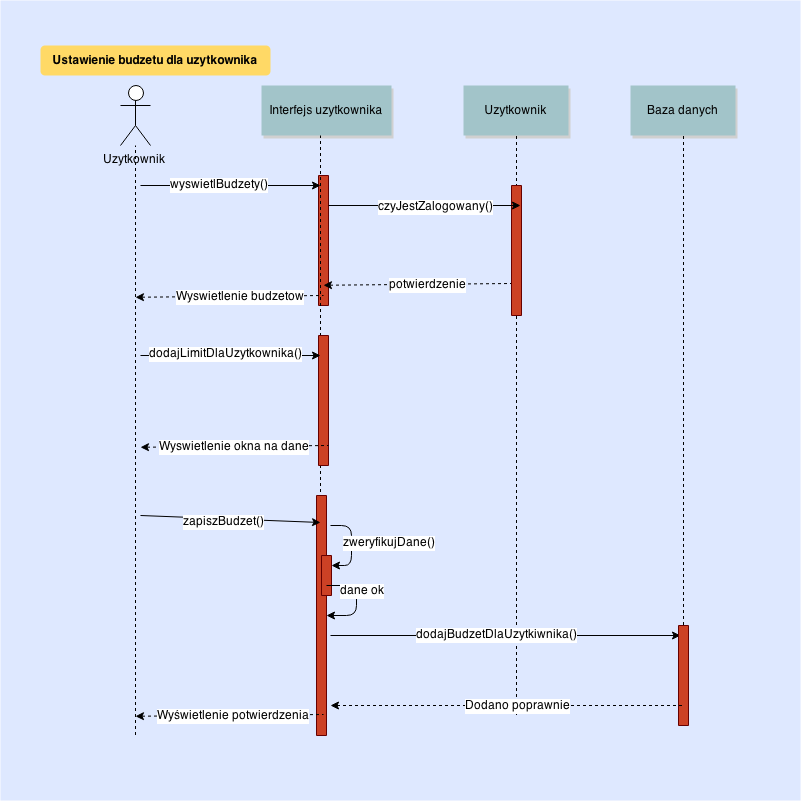 Ustawienie budzetu dla uzytkownika
Interfejs uzytkownika
Uzytkownik
Baza danych
Uzytkownik
wyswietlBudzety()
czyJestZalogowany()
potwierdzenie
Wyswietlenie budzetow
dodajLimitDlaUzytkownika()
Wyswietlenie okna na dane
zapiszBudzet()
zweryfikujDane()
dane ok
dodajBudzetDlaUzytkiwnika()
Dodano poprawnie
Wyświetlenie potwierdzenia